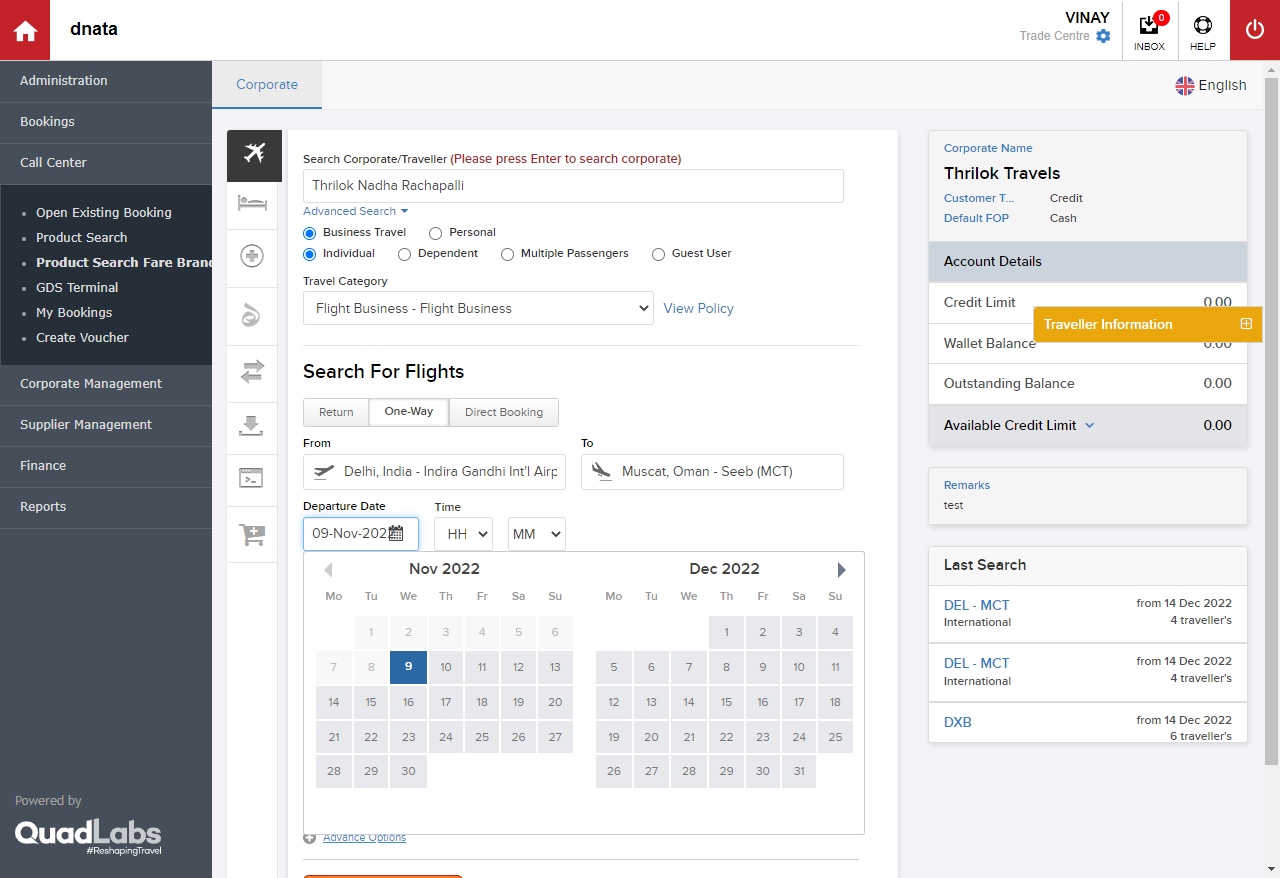 dnata
VINAY
Trade Centre
0
INBOX
HELP
Administration
Bookings
Call Center
Open Existing Booking
Product Search
Product Search Fare Bran
GDS Terminal
My Bookings
Create Voucher
Corporate Management
Supplier Management
Finance
Reports
Powered by
QuadLabs
#ReshapingTravel
Corporate
English
Search Corporate/Traveller (Please press Enter to search corporate)
Thrilok Nadha Rachapalli
Advanced Search
Business Travel Personal
Individual Dependent Multiple Passengers Guest User
Travel Category
Flight Business - Flight Business View Policy
Search For Flights
Return One-Way Direct Booking
From To
Delhi, India - Indira Gandhi Int'l Airp Muscat, Oman - Seeb (MCT)
Departure Date Time
09-Nov-2022 HH MM
Nov 2022 Dec 2022
Mo Tu We Th Fr Sa Su Mo Tu We Th Fr Sa Su
1 2 3 4 5 6 1 2 3 4
7 8 9 10 11 12 13 5 6 7 8 9 10 11
14 15 16 17 18 19 20 12 13 14 15 16 17 18
21 22 23 24 25 26 27 19 20 21 22 23 24 25
28 29 30 26 27 28 29 30 31
Advance Options
Corporate Name
Thrilok Travels
Customer T... Credit
Default FOP Cash
Account Details
Credit Limit 0.00
Traveller Information
Wallet Balance 0.00
Outstanding Balance 0.00
Available Credit Limit 0.00
Remarks
test
Last Search
DEL - MCT from 14 Dec 2022
International 4 traveller's
DEL - MCT from 14 Dec 2022
International 4 traveller's
DXB from 14 Dec 2022
6 traveller's